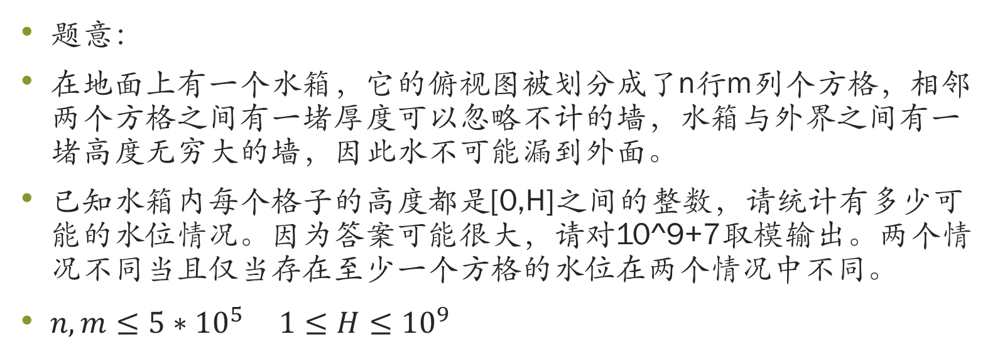 • 题意：
• 在地面上有一个水箱，它的俯视图被划分成了n行m列个方格，相邻
两个方格之间有一堵厚度可以忽略不计的墙，水箱与外界之间有一
堵高度无穷大的墙，因此水不可能漏到外面。
• 已知水箱内每个格子的高度都是[0,H]之间的整数，请统计有多少可
能的水位情况。因为答案可能很大，请对10^9+7取模输出。两个情
况不同当且仅当存在至少一个方格的水位在两个情况中不同。
• n,m ≤ 5 ∗ 10⁵ 1 ≤ H ≤ 10⁹